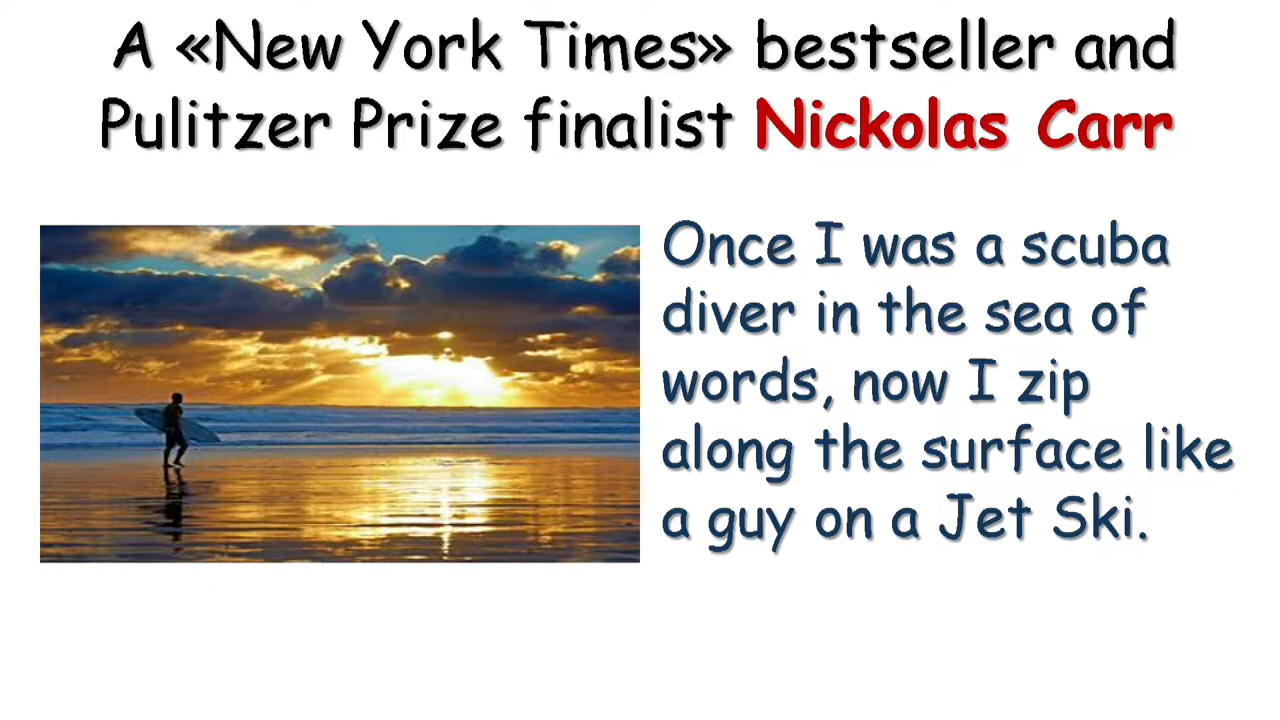 A «New York Times» bestseller and
Pulitzer Prize finalist Nickolas Carr
Once I was a scuba
diver in the sea of
words, now I zip
along the surface like
a guy on a Jet Ski.